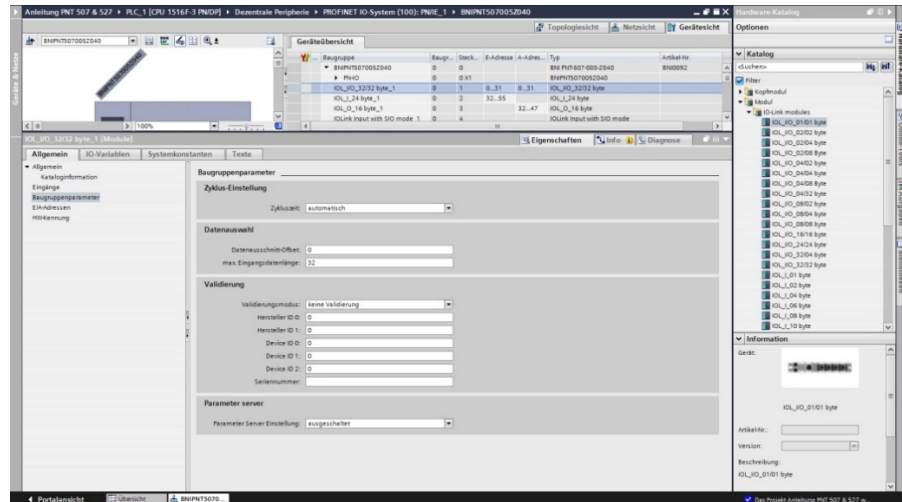 Anleitung PNT 507 & 527 ▸ PLC_1 [CPU 1516F-3 PN/DP] ▸ Dezentrale Peripherie ▸ PROFINET IO-System (100): PN/IE_1 ▸ BNIPNT507005Z040
Hardware-Katalog
Topologiesicht Netzsicht Gerätesicht
Optionen
BNIPNT507005Z040
Geräteübersicht
Baugruppe Baugr... Steck... E-Adresse A-Adres... Typ Artikel-Nr.
BNIPNT507005Z040 0 0 BNI PNT-507-005-Z040 BNI0092
PN-IO 0 0 X1 BNIPNT507005Z040
IOL_I/O_32/32 byte_1 0 1 0...31 0...31 IOL_I/O_32/32 byte
IOL_I_24 byte_1 0 2 32...55 IOL_I_24 byte
IOL_O_16 byte_1 0 3 32...47 IOL_O_16 byte
IOLink Input with SIO mode_1 0 4 IOLink Input with SIO mode
100%
Katalog
<Suchen>
Filter
Kopfmodul
Modul
IO-Link modules
IOL_I/O_01/01 byte
IOL_I/O_02/02 byte
IOL_I/O_02/04 byte
IOL_I/O_02/08 byte
IOL_I/O_04/02 byte
IOL_I/O_04/04 byte
IOL_I/O_04/08 Byte
IOL_I/O_04/32 byte
IOL_I/O_08/02 byte
IOL_I/O_08/04 byte
IOL_I/O_08/08 byte
IOL_I/O_16/16 byte
IOL_I/O_24/24 byte
IOL_I/O_32/04 byte
IOL_I/O_32/32 byte
IOL_I_01 byte
IOL_I_02 byte
IOL_I_04 byte
IOL_I_06 byte
IOL_I_08 byte
IOL_I_10 byte
IOL_I/O_32/32 byte_1 [Module]
Eigenschaften Info Diagnose
Allgemein IO-Variablen Systemkonstanten Texte
Allgemein
Kataloginformation
Eingänge
Baugruppenparameter
E/A-Adressen
HW-Kennung
Baugruppenparameter
Zyklus-Einstellung
Zykluszeit: automatisch
Datenauswahl
Datenausschnitt-Offset: 0
max. Eingangsdatenlänge: 32
Validierung
Validierungsmodus: keine Validierung
Hersteller ID 0: 0
Hersteller ID 1: 0
Device ID 0: 0
Device ID 1: 0
Device ID 2: 0
Seriennummer:
Parameter server
Parameter Server Einstellung: ausgeschaltet
Information
Gerät:
IOL_I/O_01/01 byte
Artikel-Nr.:
Version:
Beschreibung:
IOL_I/O_01/01 byte
Portalansicht Übersicht BNIPNT5070...
Das Projekt Anleitung PNT 507 & 527 w...